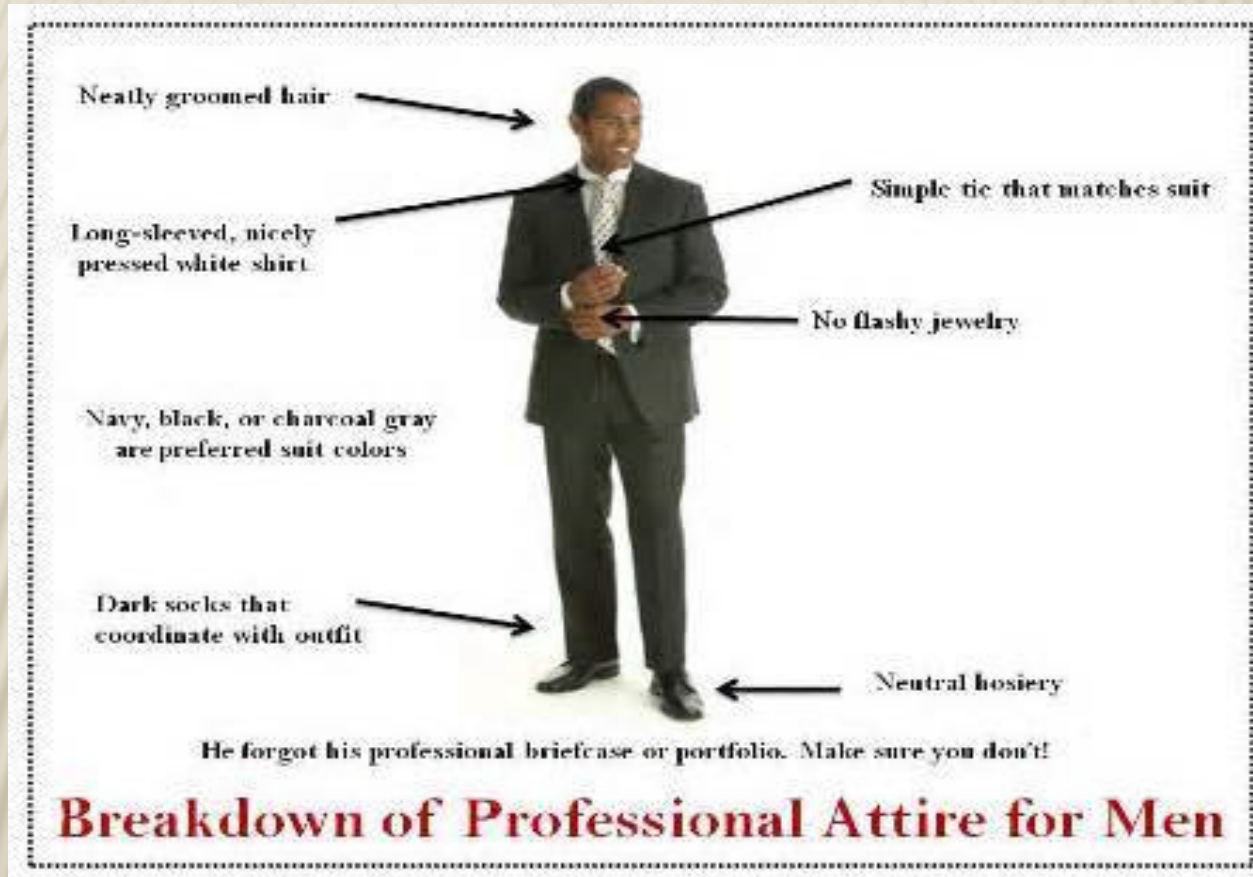 Neatly groomed hair
Simple tie that matches suit
Long-sleeved, nicely
pressed white shirt
No flashy jewelry
Navy, black, or charcoal gray
are preferred suit colors
Dark socks that
coordinate with outfit
Neutral hosiery
He forgot his professional briefcase or portfolio. Make sure you don't!
Breakdown of Professional Attire for Men